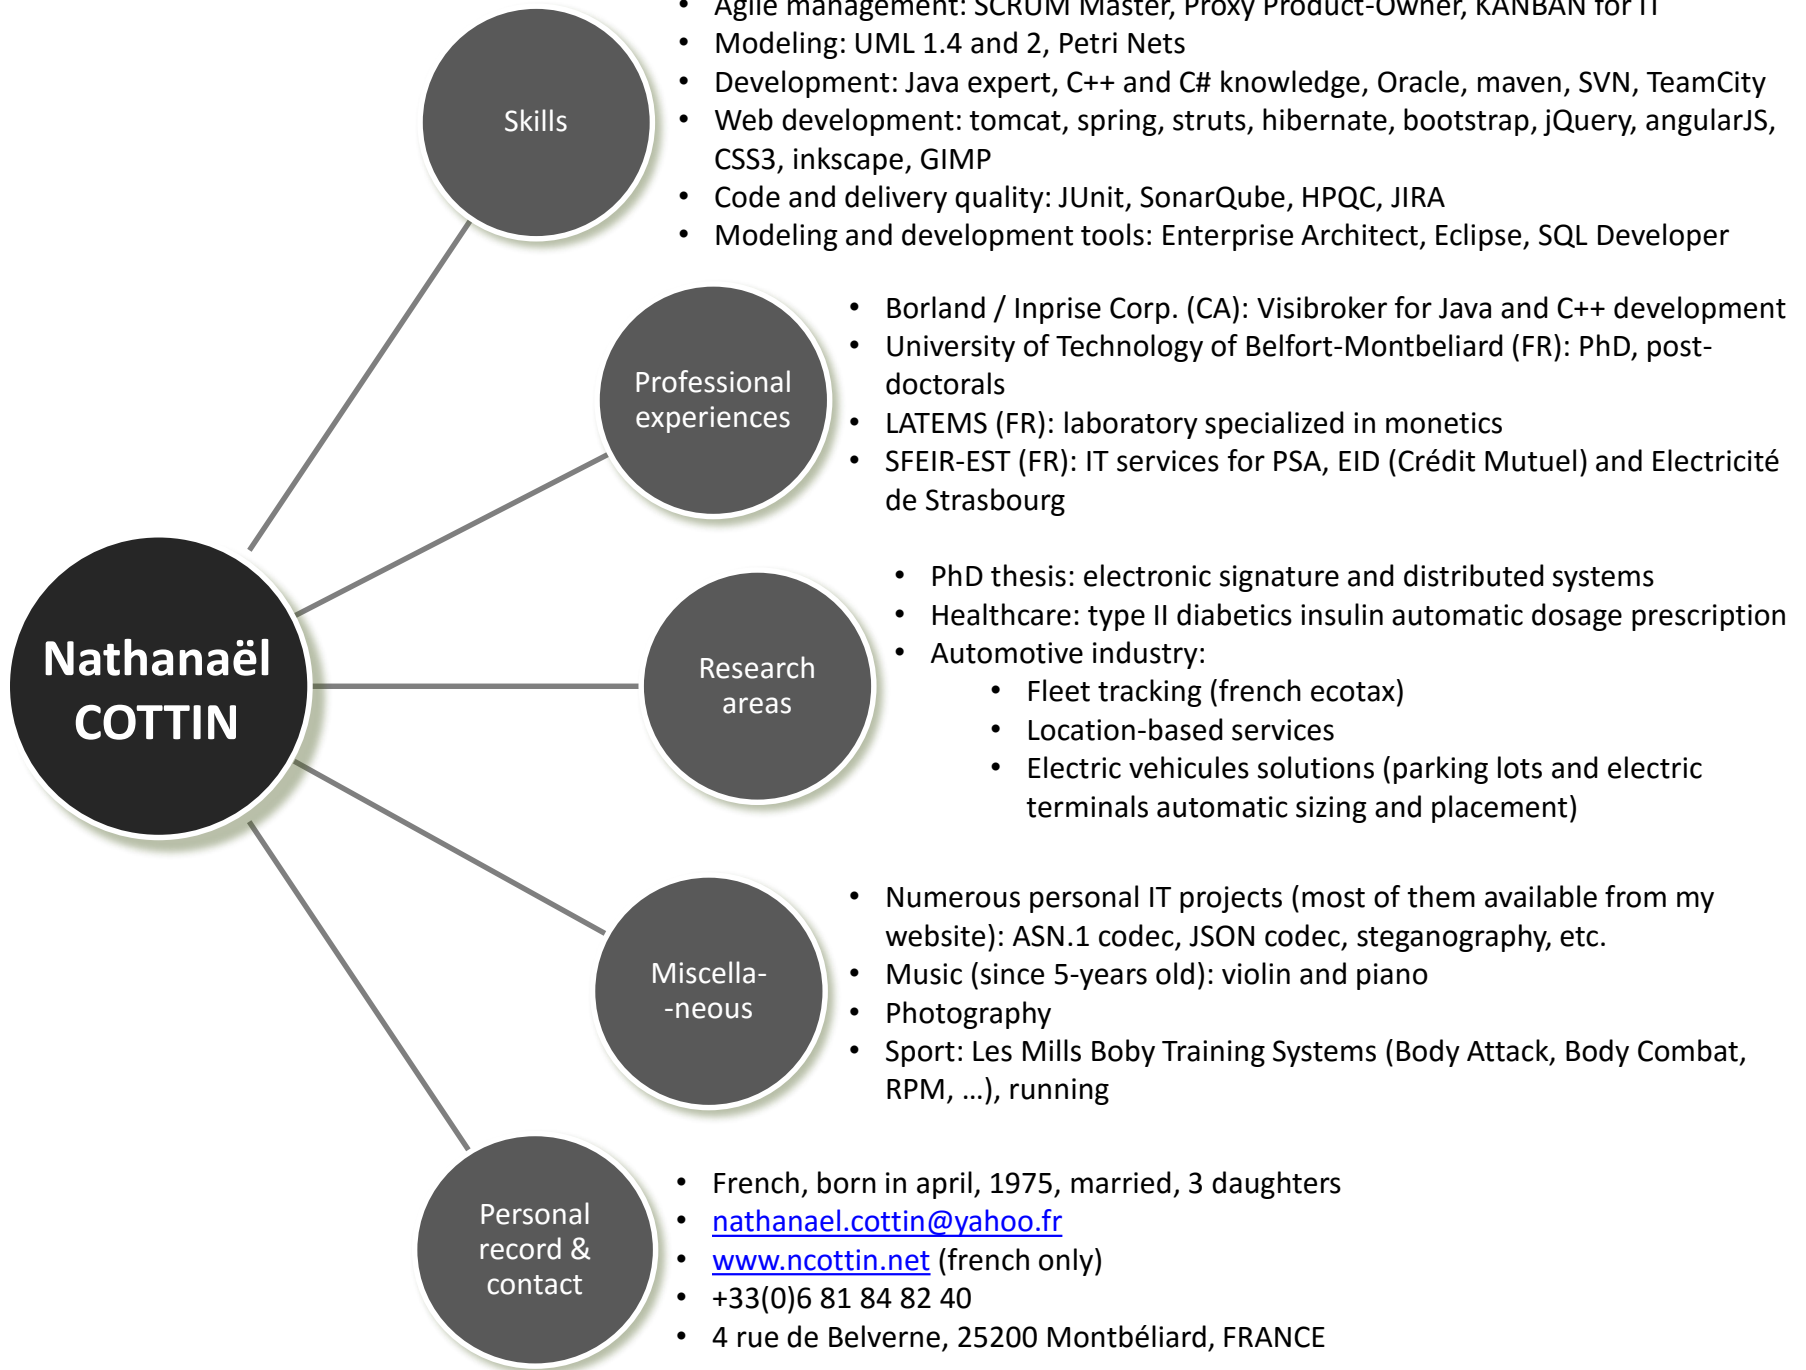 • Agile management: SCRUM Master, Proxy Product-Owner, KANBAN for IT
• Modeling: UML 1.4 and 2, Petri Nets
• Development: Java expert, C++ and C# knowledge, Oracle, maven, SVN, TeamCity
Skills
• Web development: tomcat, spring, struts, hibernate, bootstrap, jQuery, angularJS,
CSS3, inkscape, GIMP
• Code and delivery quality: JUnit, SonarQube, HPQC, JIRA
• Modeling and development tools: Enterprise Architect, Eclipse, SQL Developer
Professional
experiences
• Borland / Inprise Corp. (CA): Visibroker for Java and C++ development
• University of Technology of Belfort-Montbeliard (FR): PhD, post-
doctorals
• LATEMS (FR): laboratory specialized in monetics
• SFEIR-EST (FR): IT services for PSA, EID (Crédit Mutuel) and Electricité
de Strasbourg
Nathanaël
COTTIN
Research
areas
• PhD thesis: electronic signature and distributed systems
• Healthcare: type II diabetics insulin automatic dosage prescription
• Automotive industry:
• Fleet tracking (french ecotax)
• Location-based services
• Electric vehicules solutions (parking lots and electric
terminals automatic sizing and placement)
Miscella-
-neous
• Numerous personal IT projects (most of them available from my
website): ASN.1 codec, JSON codec, steganography, etc.
• Music (since 5-years old): violin and piano
• Photography
• Sport: Les Mills Boby Training Systems (Body Attack, Body Combat,
RPM, …), running
Personal
record &
contact
• French, born in april, 1975, married, 3 daughters
• nathanael.cottin@yahoo.fr
• www.ncottin.net (french only)
• +33(0)6 81 84 82 40
• 4 rue de Belverne, 25200 Montbéliard, FRANCE